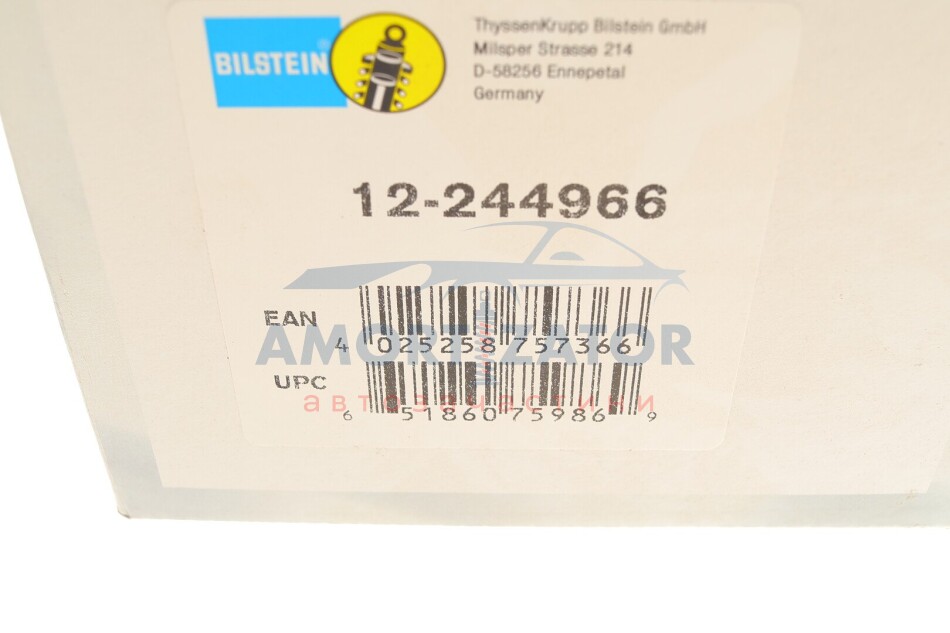 BILSTEIN®
ThyssenKrupp Bilstein GmbH
Milsper Strasse 214
D-58256 Ennepetal
Germany
12-244966
EAN
4 025258 757366
AMORTIZATOR
UPC
автозапчастини
6 51860 75986 9